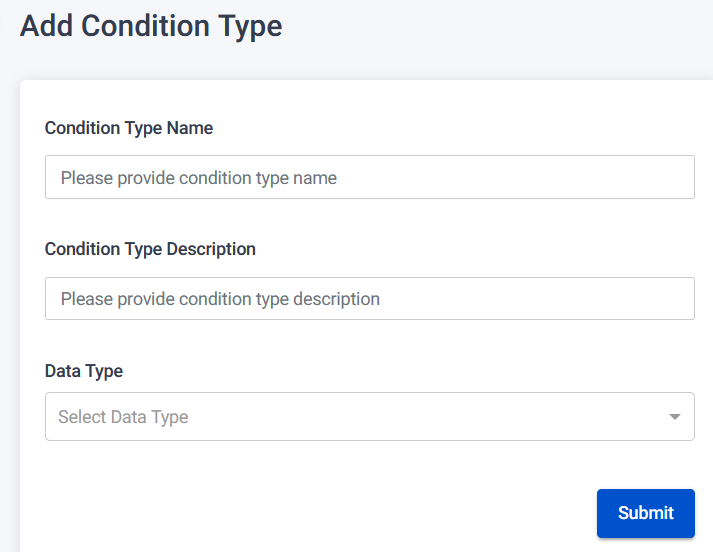 Add Condition Type
Condition Type Name
Please provide condition type name
Condition Type Description
Please provide condition type description
Data Type
Select Data Type
Submit